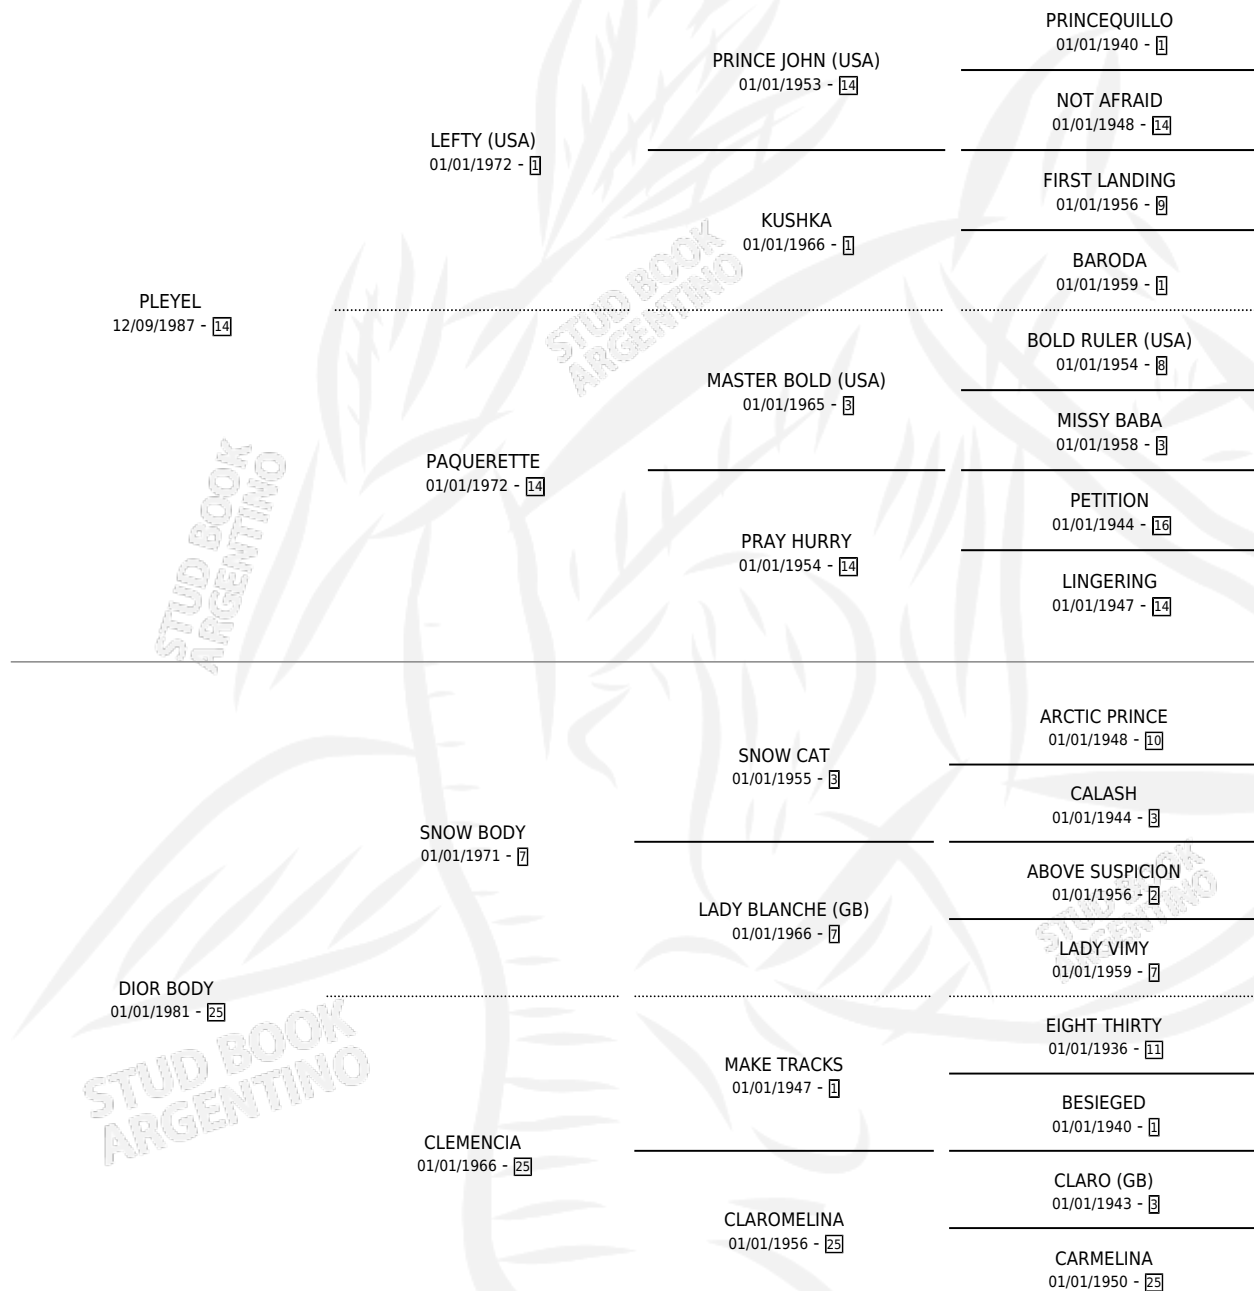 PRINCEQUILLO
01/01/1940 - 1
PRINCE JOHN (USA)
01/01/1953 - 14
NOT AFRAID
01/01/1948 - 14
LEFTY (USA)
01/01/1972 - 1
FIRST LANDING
01/01/1956 - 9
KUSHKA
01/01/1966 - 1
BARODA
01/01/1959 - 1
PLEYEL
12/09/1987 - 14
BOLD RULER (USA)
01/01/1954 - 8
MASTER BOLD (USA)
01/01/1965 - 3
MISSY BABA
01/01/1958 - 3
PAQUERETTE
01/01/1972 - 14
PETITION
01/01/1944 - 16
PRAY HURRY
01/01/1954 - 14
LINGERING
01/01/1947 - 14
STUD BOOK
ARGENTINO
STUD BOOK
ARGENTINO
ARCTIC PRINCE
01/01/1948 - 10
SNOW CAT
01/01/1955 - 3
CALASH
01/01/1944 - 3
SNOW BODY
01/01/1971 - 7
ABOVE SUSPICION
01/01/1956 - 2
LADY BLANCHE (GB)
01/01/1966 - 7
LADY VIMY
01/01/1959 - 7
DIOR BODY
01/01/1981 - 25
EIGHT THIRTY
01/01/1936 - 11
MAKE TRACKS
01/01/1947 - 1
BESIEGED
01/01/1940 - 1
CLEMENCIA
01/01/1966 - 25
CLARO (GB)
01/01/1943 - 3
CLAROMELINA
01/01/1956 - 25
CARMELINA
01/01/1950 - 25
STUD BOOK
ARGENTINO
STUD BOOK
ARGENTINO